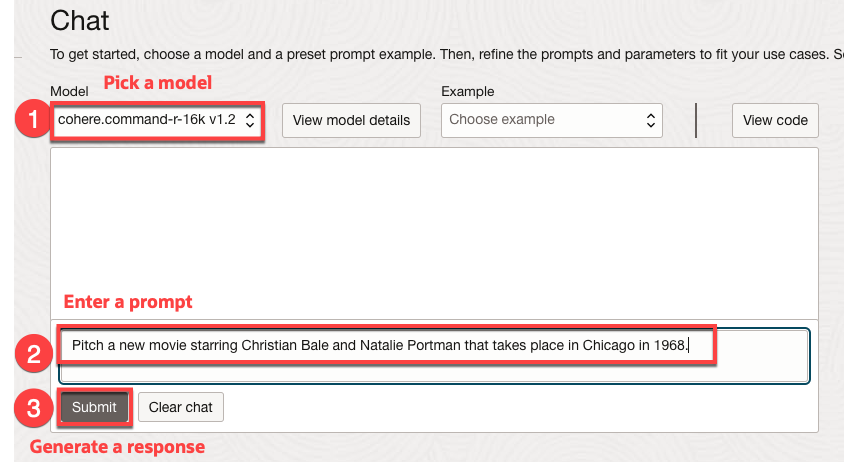 Chat
To get started, choose a model and a preset prompt example. Then, refine the prompts and parameters to fit your use cases.
Model
Pick a model
Example
1
cohere.command-r-16k v1.2
View model details
Choose example
View code
Enter a prompt
2
Pitch a new movie starring Christian Bale and Natalie Portman that takes place in Chicago in 1968.
3
Submit
Clear chat
Generate a response